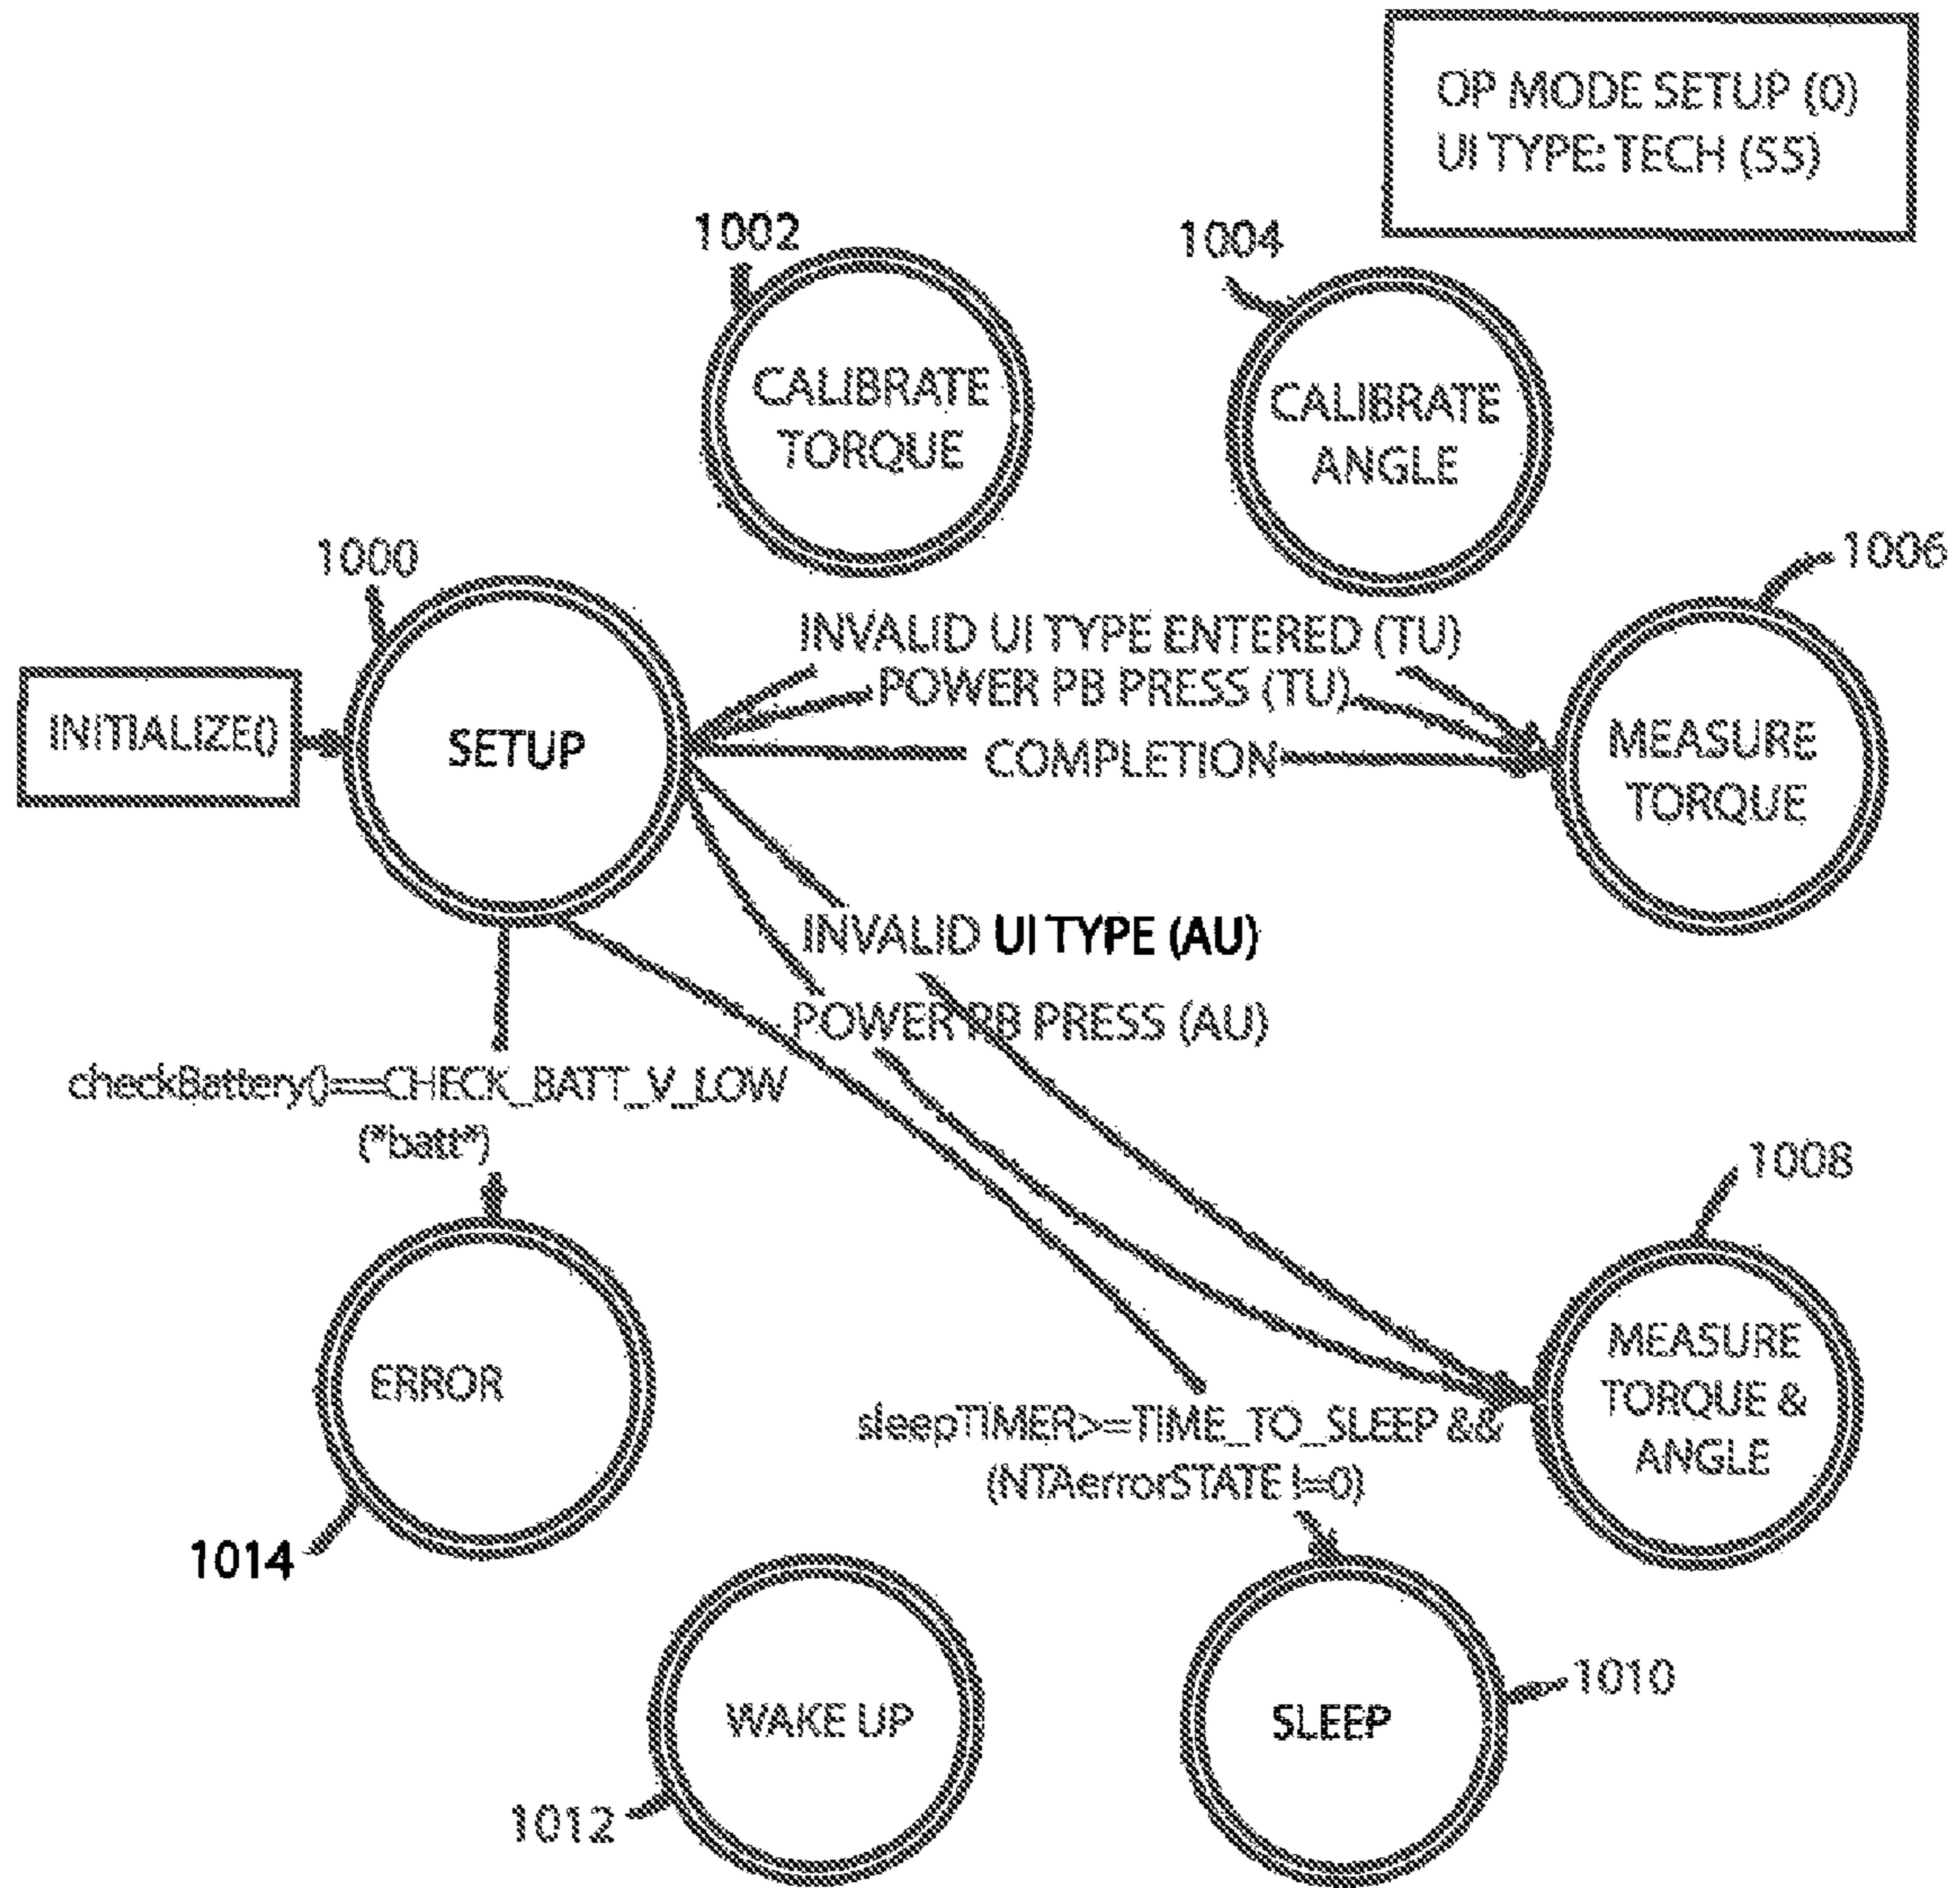 OP MODE SETUP (0)
UI TYPE: TECH (55)
1002
1004
CALIBRATE
TORQUE
CALIBRATE
ANGLE
1000
1006
INVALID UI TYPE ENTERED (TU)
POWER PB PRESS (TU)
INITIALIZE()
SETUP
COMPLETION
MEASURE
TORQUE
INVALID UI TYPE (AU)
POWER PB PRESS (AU)
checkBattery()==CHECK_BATT_V_LOW
("batt")
1008
ERROR
MEASURE
TORQUE &
ANGLE
sleepTIMER>=TIME_TO_SLEEP &&
(NTAerrorSTATE !=0)
1014
WAKE UP
SLEEP
1010
1012